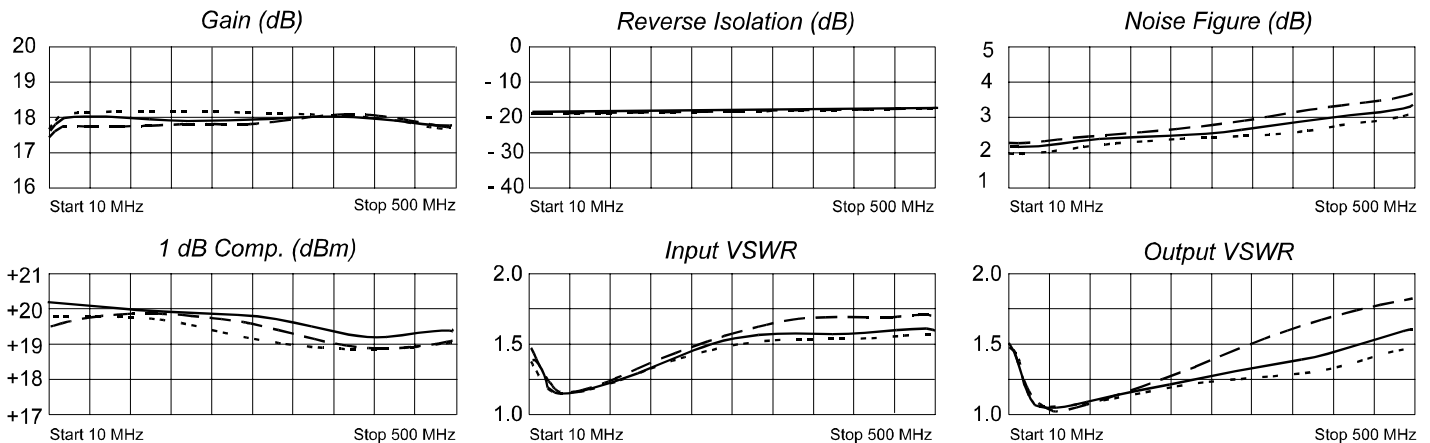 Gain (dB)
20
19
18
17
16
Start 10 MHz
Stop 500 MHz
Reverse Isolation (dB)
0
- 10
- 20
- 30
- 40
Start 10 MHz
Stop 500 MHz
Noise Figure (dB)
5
4
3
2
1
Start 10 MHz
Stop 500 MHz
1 dB Comp. (dBm)
+21
+20
+19
+18
+17
Start 10 MHz
Stop 500 MHz
Input VSWR
2.0
1.5
1.0
Start 10 MHz
Stop 500 MHz
Output VSWR
2.0
1.5
1.0
Start 10 MHz
Stop 500 MHz